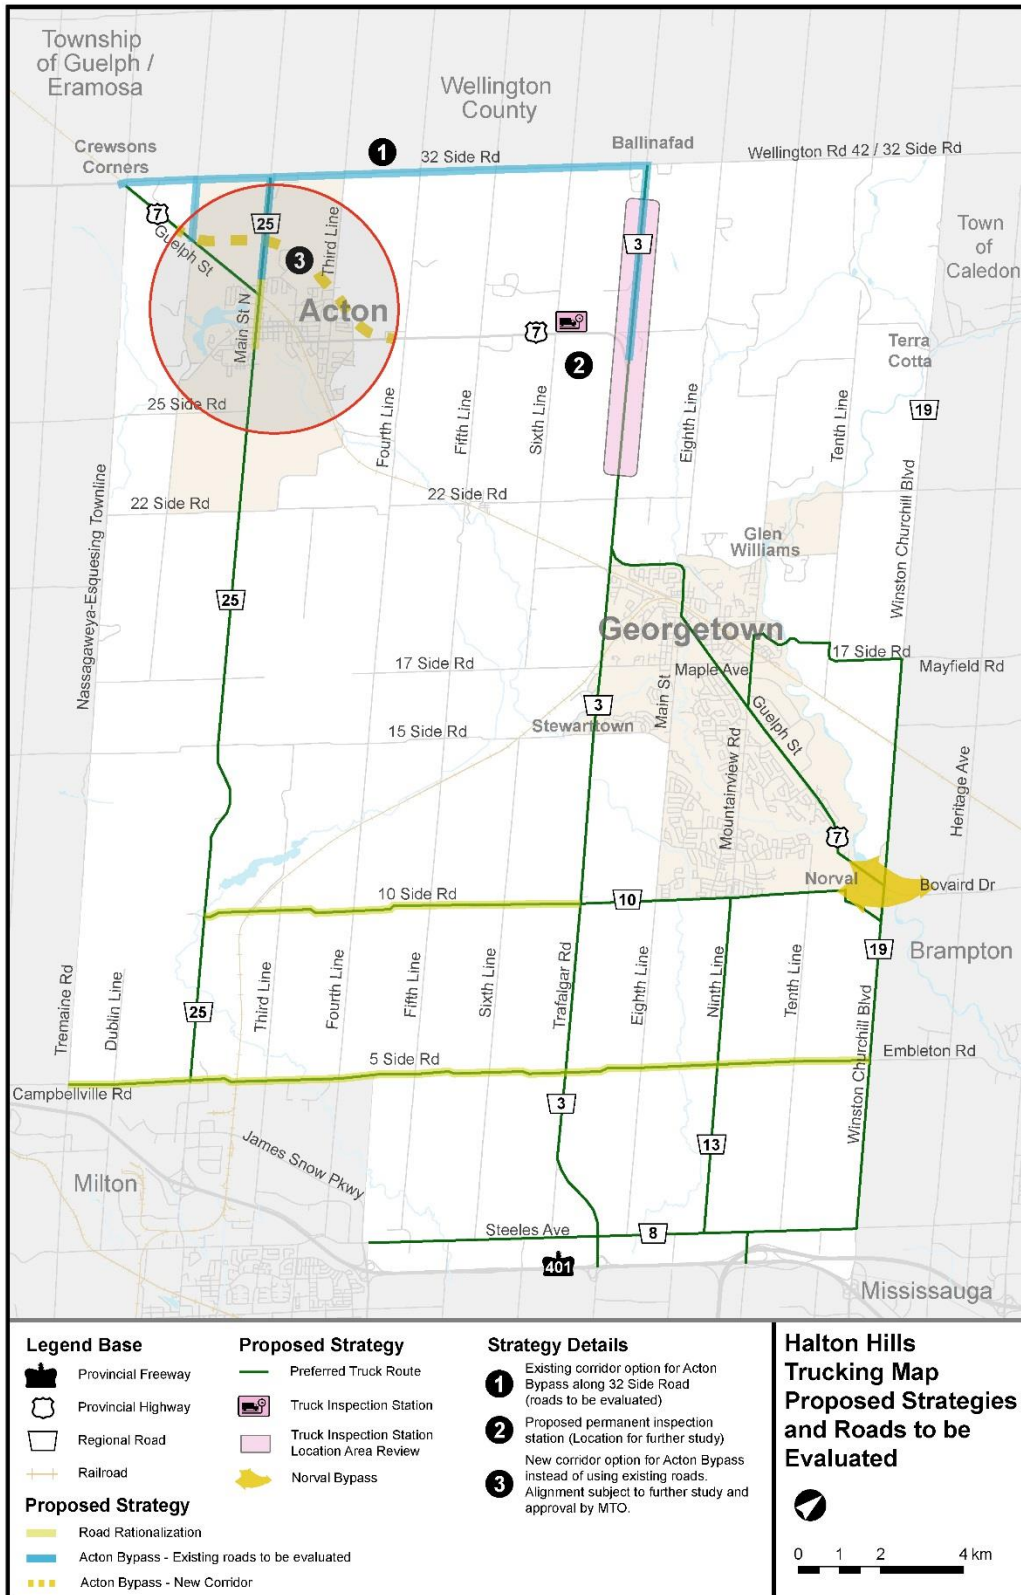 Township
of Guelph /
Eramosa
Wellington
County
Crewsons
Corners
1
32 Side Rd
Ballinafad
Wellington Rd 42 / 32 Side Rd
7
Guelph St
25
3
Third Line
3
Town
of
Caledon
Acton
Main St N
7
2
Terra
Cotta
19
25 Side Rd
Fourth Line
Fifth Line
Sixth Line
Eighth Line
Tenth Line
22 Side Rd
22 Side Rd
Nassagaweya-Esquesing Townline
Glen
Williams
Winston Churchill Blvd
25
Georgetown
17 Side Rd
17 Side Rd
Mayfield Rd
Maple Ave
Main St
3
Guelph St
Stewarttown
15 Side Rd
Mountainview Rd
Heritage Ave
7
Norval
Bovaird Dr
10 Side Rd
10
19
Brampton
Tremaine Rd
Dublin Line
25
Third Line
Fourth Line
Fifth Line
Sixth Line
Trafalgar Rd
Eighth Line
Ninth Line
Tenth Line
Winston Churchill Blvd
5 Side Rd
Embleton Rd
Campbellville Rd
3
13
James Snow Pkwy
Milton
Steeles Ave
8
401
Mississauga
Legend Base
Provincial Freeway
Provincial Highway
Regional Road
Railroad
Proposed Strategy
Road Rationalization
Acton Bypass - Existing roads to be evaluated
Acton Bypass - New Corridor
Proposed Strategy
Preferred Truck Route
Truck Inspection Station
Truck Inspection Station
Location Area Review
Norval Bypass
Strategy Details
1
Existing corridor option for Acton
Bypass along 32 Side Road
(roads to be evaluated)
2
Proposed permanent inspection
station (Location for further study)
3
New corridor option for Acton Bypass
instead of using existing roads.
Alignment subject to further study and
approval by MTO.
Halton Hills
Trucking Map
Proposed Strategies
and Roads to be
Evaluated
0 1 2 4 km